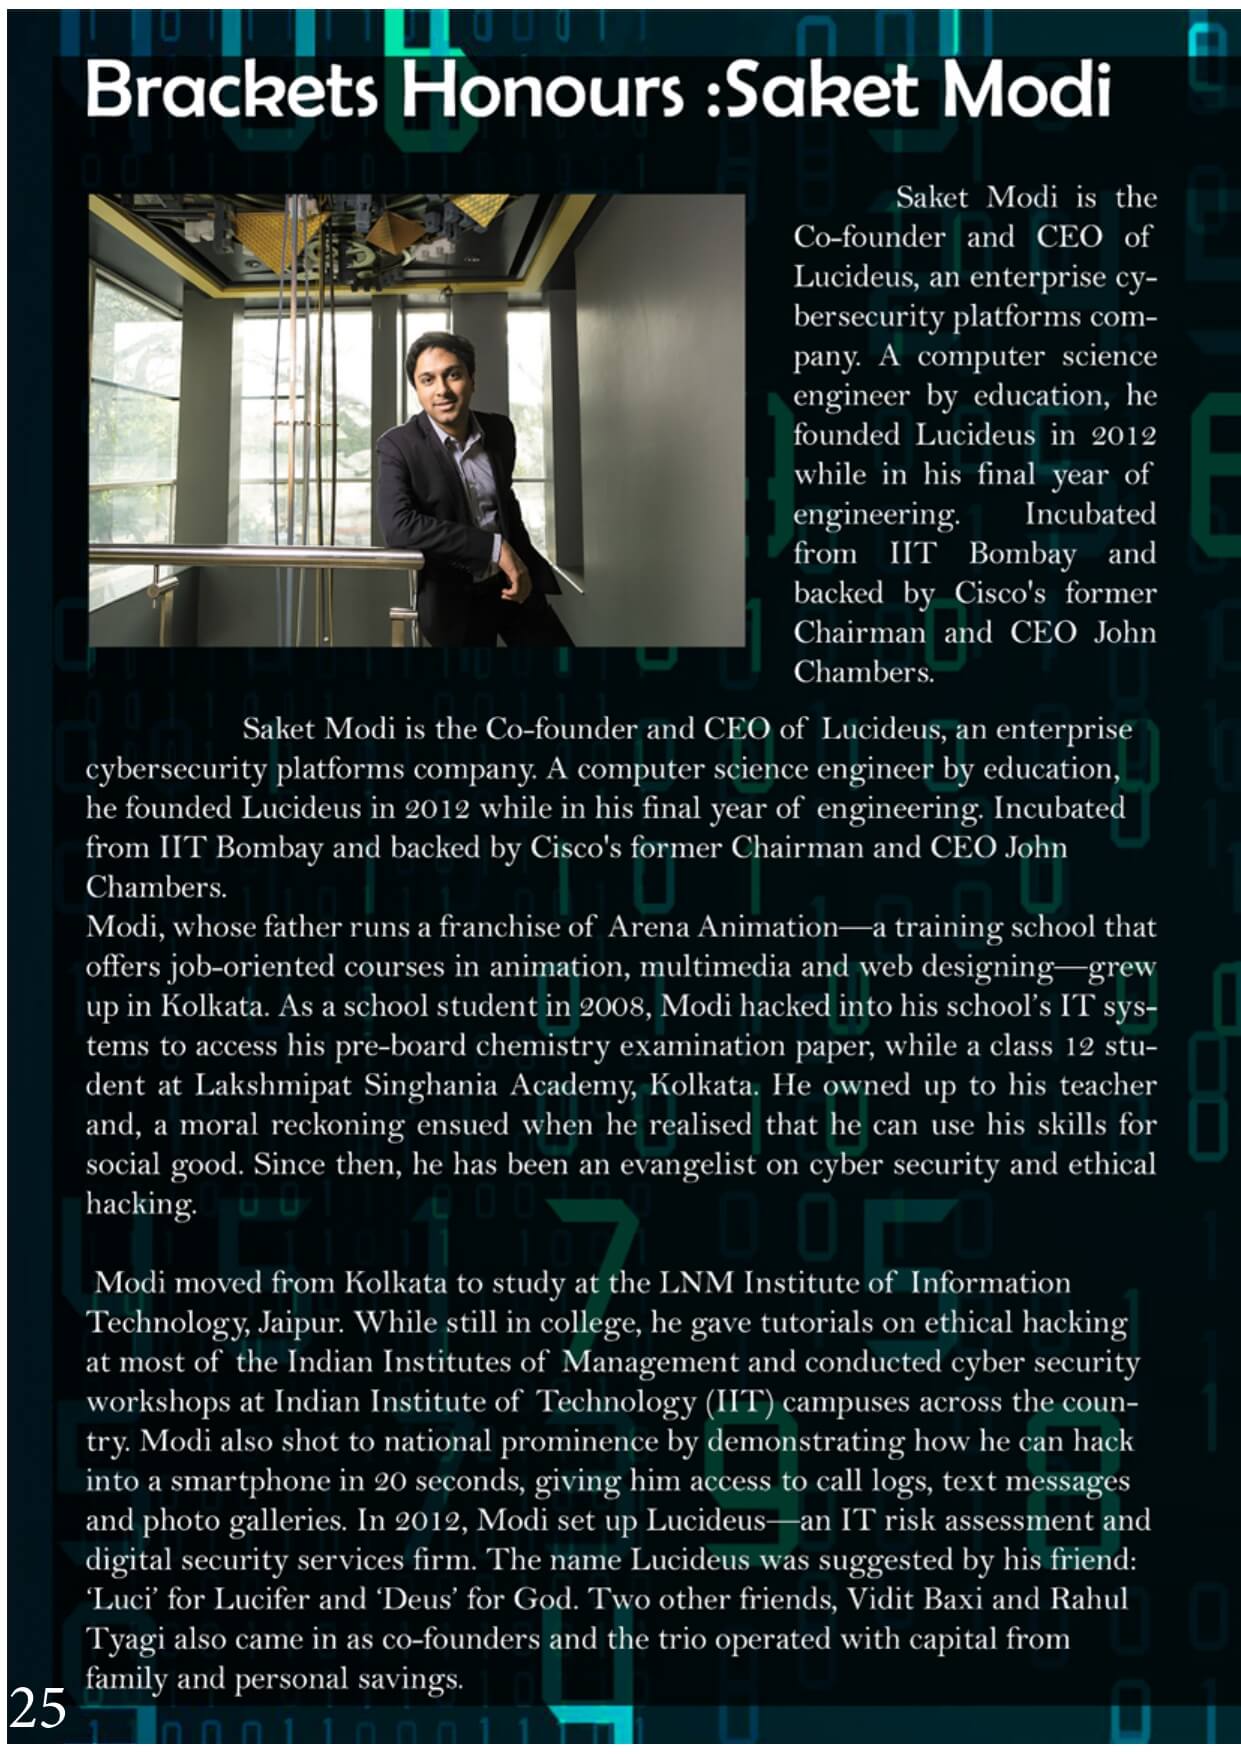 Brackets Honours :Saket Modi
Saket Modi is the
Co-founder and CEO of
Lucideus, an enterprise cy-
bersecurity platforms com-
pany. A computer science
engineer by education, he
founded Lucideus in 2012
while in his final year of
engineering. Incubated
from IIT Bombay and
backed by Cisco's former
Chairman and CEO John
Chambers.
Saket Modi is the Co-founder and CEO of Lucideus, an enterprise
cybersecurity platforms company. A computer science engineer by education,
he founded Lucideus in 2012 while in his final year of engineering. Incubated
from IIT Bombay and backed by Cisco's former Chairman and CEO John
Chambers.
Modi, whose father runs a franchise of Arena Animation—a training school that
offers job-oriented courses in animation, multimedia and web designing—grew
up in Kolkata. As a school student in 2008, Modi hacked into his school’s IT sys-
tems to access his pre-board chemistry examination paper, while a class 12 stu-
dent at Lakshmipat Singhania Academy, Kolkata. He owned up to his teacher
and, a moral reckoning ensued when he realised that he can use his skills for
social good. Since then, he has been an evangelist on cyber security and ethical
hacking.
Modi moved from Kolkata to study at the LNM Institute of Information
Technology, Jaipur. While still in college, he gave tutorials on ethical hacking
at most of the Indian Institutes of Management and conducted cyber security
workshops at Indian Institute of Technology (IIT) campuses across the coun-
try. Modi also shot to national prominence by demonstrating how he can hack
into a smartphone in 20 seconds, giving him access to call logs, text messages
and photo galleries. In 2012, Modi set up Lucideus—an IT risk assessment and
digital security services firm. The name Lucideus was suggested by his friend:
‘Luci’ for Lucifer and ‘Deus’ for God. Two other friends, Vidit Baxi and Rahul
Tyagi also came in as co-founders and the trio operated with capital from
family and personal savings.
25